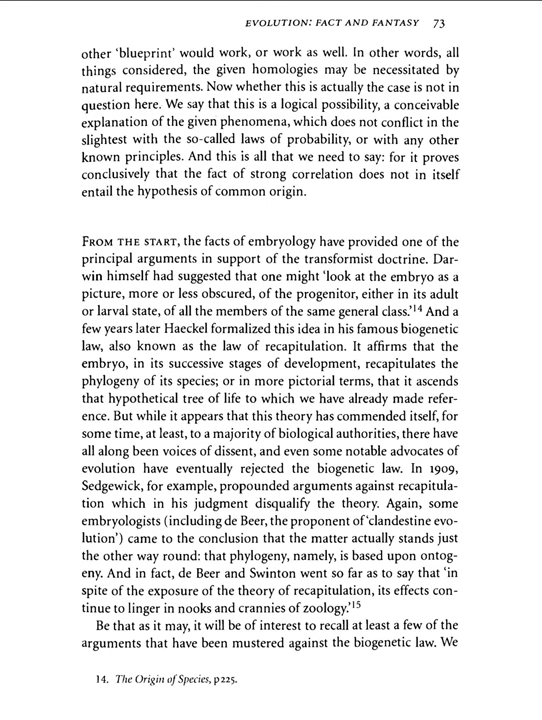 EVOLUTION: FACT AND FANTASY 73
other ‘blueprint’ would work, or work as well. In other words, all
things considered, the given homologies may be necessitated by
natural requirements. Now whether this is actually the case is not in
question here. We say that this is a logical possibility, a conceivable
explanation of the given phenomena, which does not conflict in the
slightest with the so-called laws of probability, or with any other
known principles. And this is all that we need to say: for it proves
conclusively that the fact of strong correlation does not in itself
entail the hypothesis of common origin.
FROM THE START, the facts of embryology have provided one of the
principal arguments in support of the transformist doctrine. Dar-
win himself had suggested that one might ‘look at the embryo as a
picture, more or less obscured, of the progenitor, either in its adult
or larval state, of all the members of the same general class.’14 And a
few years later Haeckel formalized this idea in his famous biogenetic
law, also known as the law of recapitulation. It affirms that the
embryo, in its successive stages of development, recapitulates the
phylogeny of its species; or in more pictorial terms, that it ascends
that hypothetical tree of life to which we have already made refer-
ence. But while it appears that this theory has commended itself, for
some time, at least, to a majority of biological authorities, there have
all along been voices of dissent, and even some notable advocates of
evolution have eventually rejected the biogenetic law. In 1909,
Sedgewick, for example, propounded arguments against recapitula-
tion which in his judgment disqualify the theory. Again, some
embryologists (including de Beer, the proponent of ‘clandestine evo-
lution’) came to the conclusion that the matter actually stands just
the other way round: that phylogeny, namely, is based upon ontog-
eny. And in fact, de Beer and Swinton went so far as to say that ‘in
spite of the exposure of the theory of recapitulation, its effects con-
tinue to linger in nooks and crannies of zoology.’15
Be that as it may, it will be of interest to recall at least a few of the
arguments that have been mustered against the biogenetic law. We
14. The Origin of Species, p225.